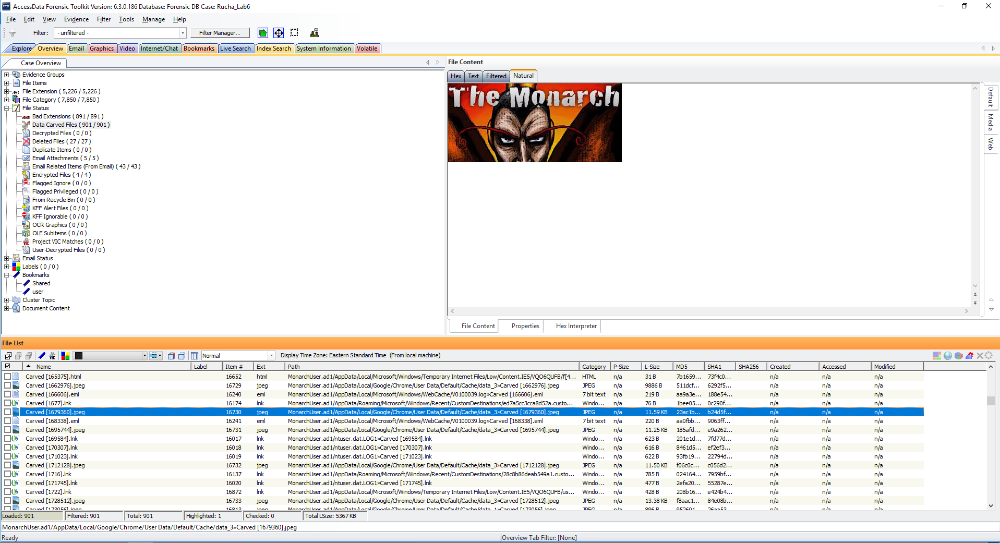 AccessData Forensic Toolkit Version: 6.3.0.186 Database: Forensic DB Case: Rucha_Lab6
File Edit View Evidence Filter Tools Manage Help
Filter: - unfiltered - Filter Manager...
Explore Overview Email Graphics Video Internet/Chat Bookmarks Live Search Index Search System Information Volatile
Case Overview
Evidence Groups
File Items
File Extension ( 5,226 / 5,226 )
File Category ( 7,850 / 7,850 )
File Status
Bad Extensions ( 891 / 891 )
Data Carved Files ( 901 / 901 )
Decrypted Files ( 0 / 0 )
Deleted Files ( 27 / 27 )
Duplicate Items ( 0 / 0 )
Email Attachments ( 5 / 5 )
Email Related Items (From Email) ( 43 / 43 )
Encrypted Files ( 4 / 4 )
Flagged Ignore ( 0 / 0 )
Flagged Privileged ( 0 / 0 )
From Recycle Bin ( 0 / 0 )
KFF Alert Files ( 0 / 0 )
KFF Ignorable ( 0 / 0 )
OCR Graphics ( 0 / 0 )
OLE Subitems ( 0 / 0 )
Project VIC Matches ( 0 / 0 )
User-Decrypted Files ( 0 / 0 )
Email Status
Labels ( 0 / 0 )
Bookmarks
Shared
user
Cluster Topic
Document Content
File Content
Hex Text Filtered Natural
The Monarch
Default
Media
Web
File Content Properties Hex Interpreter
File List
Normal Display Time Zone: Eastern Standard Time (From local machine)
Name Label Item # Ext Path Category P-Size L-Size MD5 SHA1 SHA256 Created Accessed Modified
Carved [165375].html 16652 html MonarchUser.ad1/AppData/Local/Microsoft/Windows/Temporary Internet Files/Low/Content.IE5/VQO6QUFB/f[4... HTML n/a 31 B 7b1659... 73f4c0... n/a n/a n/a
Carved [1662976].jpeg 16729 jpeg MonarchUser.ad1/AppData/Local/Google/Chrome/User Data/Default/Cache/data_3»Carved [1662976].jpeg JPEG n/a 9886 B 511dcf... 6292f5... n/a n/a n/a
Carved [166606].eml 16240 eml MonarchUser.ad1/AppData/Local/Microsoft/Windows/WebCache/V0100039.log»Carved [166606].eml 7 bit text n/a 219 B aa9a3e... 188e54... n/a n/a n/a
Carved [1677].lnk 16174 lnk MonarchUser.ad1/AppData/Roaming/Microsoft/Windows/Recent/CustomDestinations/ed7a5cc3cca8d52a.custo... Windo... n/a 76 B 1bee05... 0c290f... n/a n/a n/a
Carved [1679360].jpeg 16730 jpeg MonarchUser.ad1/AppData/Local/Google/Chrome/User Data/Default/Cache/data_3»Carved [1679360].jpeg JPEG n/a 11.59 KB 23ac1b... b24d5f... n/a n/a n/a
Carved [168338].eml 16241 eml MonarchUser.ad1/AppData/Local/Microsoft/Windows/WebCache/V0100039.log»Carved [168338].eml 7 bit text n/a 220 B aa0fbb... 9063ff... n/a n/a n/a
Carved [1695744].jpeg 16731 jpeg MonarchUser.ad1/AppData/Local/Google/Chrome/User Data/Default/Cache/data_3»Carved [1695744].jpeg JPEG n/a 11.25 KB 185afd... e9a262... n/a n/a n/a
Carved [169584].lnk 16017 lnk MonarchUser.ad1/ntuser.dat.LOG1»Carved [169584].lnk Windo... n/a 623 B 201e1d... 7fd77d... n/a n/a n/a
Carved [170307].lnk 16018 lnk MonarchUser.ad1/ntuser.dat.LOG1»Carved [170307].lnk Windo... n/a 616 B 8461d5... ef2ef3... n/a n/a n/a
Carved [171023].lnk 16019 lnk MonarchUser.ad1/ntuser.dat.LOG1»Carved [171023].lnk Windo... n/a 622 B 93fb19... 22794d... n/a n/a n/a
Carved [1712128].jpeg 16732 jpeg MonarchUser.ad1/AppData/Local/Google/Chrome/User Data/Default/Cache/data_3»Carved [1712128].jpeg JPEG n/a 11.50 KB f06c0c... c056d2... n/a n/a n/a
Carved [1716].lnk 16137 lnk MonarchUser.ad1/AppData/Roaming/Microsoft/Windows/Recent/CustomDestinations/28c8b86deab549a1.custo... Windo... n/a 785 B 024164... 7959bf... n/a n/a n/a
Carved [171745].lnk 16020 lnk MonarchUser.ad1/ntuser.dat.LOG1»Carved [171745].lnk Windo... n/a 477 B 2efa20... 55287e... n/a n/a n/a
Carved [1722].lnk 16872 lnk MonarchUser.ad1/AppData/Local/Microsoft/Windows/Temporary Internet Files/Low/Content.IE5/VQO6QUFB/us... Windo... n/a 428 B 208b16... e424b4... n/a n/a n/a
Carved [1728512].jpeg 16733 jpeg MonarchUser.ad1/AppData/Local/Google/Chrome/User Data/Default/Cache/data_3»Carved [1728512].jpeg JPEG n/a 13.38 KB f8aac1... 84e08b... n/a n/a n/a
Carved [173056].jpeg 16813 jpeg MonarchUser.ad1/AppData/Local/Google/Chrome/User Data/Default/Cache/data_1»Carved [173056].jpeg JPEG n/a 896 B 952601... 26aa53... n/a n/a n/a
Loaded: 901 Filtered: 901 Total: 901 Highlighted: 1 Checked: 0 Total LSize: 5367 KB
MonarchUser.ad1/AppData/Local/Google/Chrome/User Data/Default/Cache/data_3»Carved [1679360].jpeg
Ready Overview Tab Filter: [None]